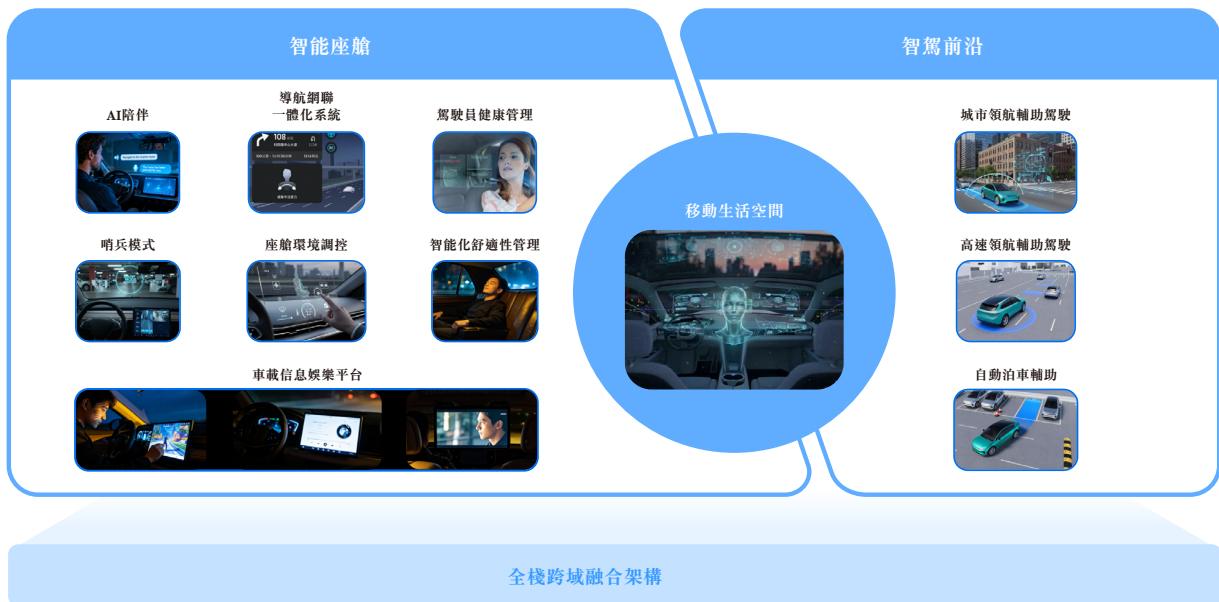 智能座艙
智駕前沿
AI陪伴
導航網聯
一體化系統
駕駛員健康管理
108
哨兵模式
座艙環境調控
智能化舒適性管理
車載信息娛樂平台
移動生活空間
城市領航輔助駕駛
高速領航輔助駕駛
自動泊車輔助
全棧跨域融合架構